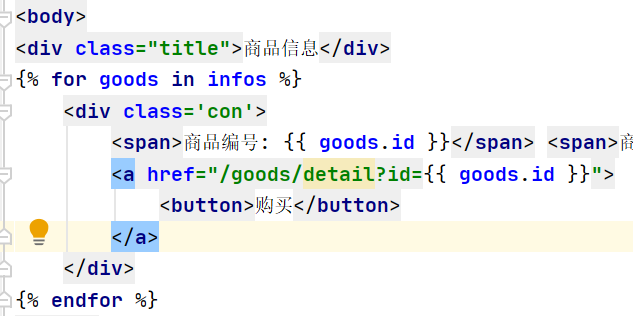 <body>
<div class="title">商品信息</div>
{% for goods in infos %}
<div class='con'>
<span>商品编号: {{ goods.id }}</span> <span>商
<a href="/goods/detail?id={{ goods.id }}">
<button>购买</button>
</a>
</div>
{% endfor %}